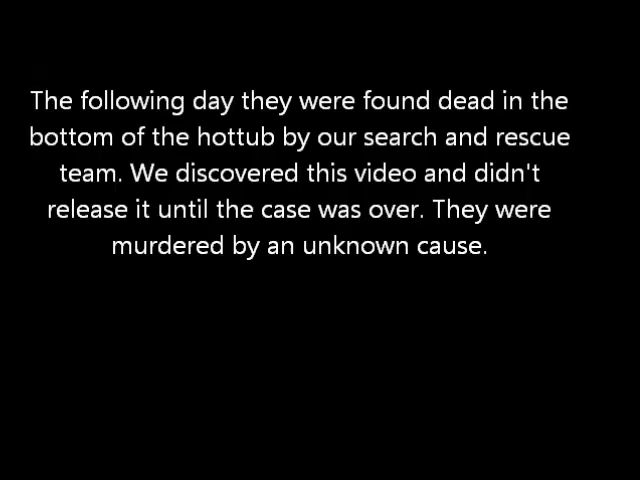 The following day they were found dead in the
bottom of the hottub by our search and rescue
team. We discovered this video and didn't
release it until the case was over. They were
murdered by an unknown cause.